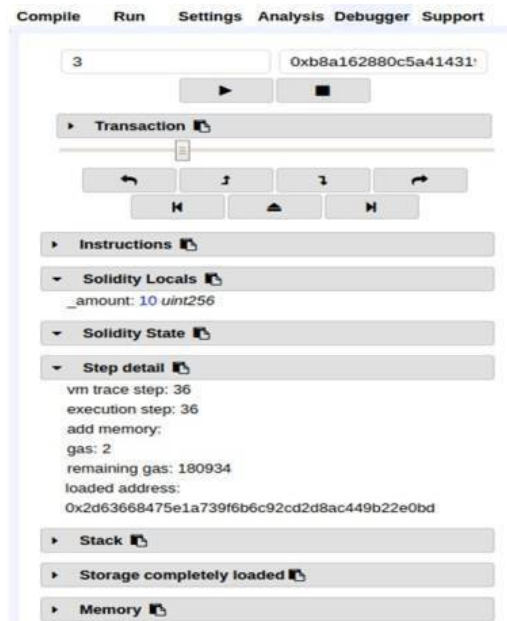 Compile Run Settings Analysis Debugger Support
3 0xb8a162880c5a41431
Transaction
Instructions
Solidity Locals
_amount: 10 uint256
Solidity State
Step detail
vm trace step: 36
execution step: 36
add memory:
gas: 2
remaining gas: 180934
loaded address:
0x2d63668475e1a739f6b6c92cd2d8ac449b22e0bd
Stack
Storage completely loaded
Memory